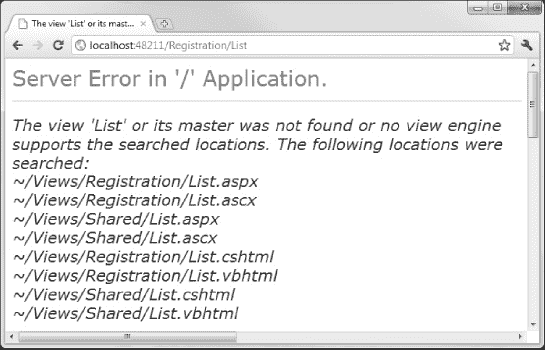 The view 'List' or its mast...
localhost:48211/Registration/List
Server Error in '/' Application.
The view 'List' or its master was not found or no view engine
supports the searched locations. The following locations were
searched:
~/Views/Registration/List.aspx
~/Views/Registration/List.ascx
~/Views/Shared/List.aspx
~/Views/Shared/List.ascx
~/Views/Registration/List.cshtml
~/Views/Registration/List.vbhtml
~/Views/Shared/List.cshtml
~/Views/Shared/List.vbhtml